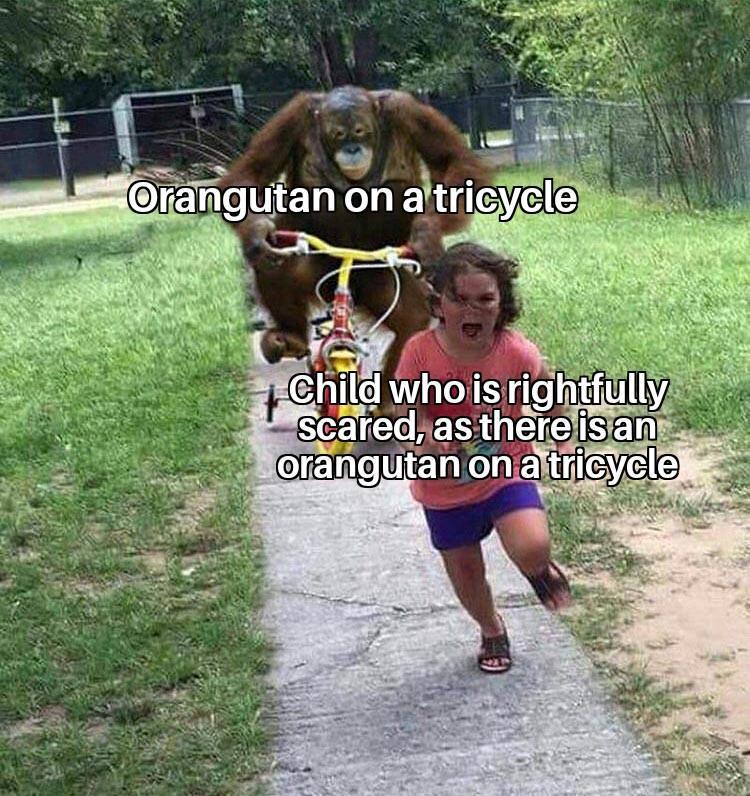 Orangutan on a tricycle
Child who is rightfully
scared, as there is an
orangutan on a tricycle